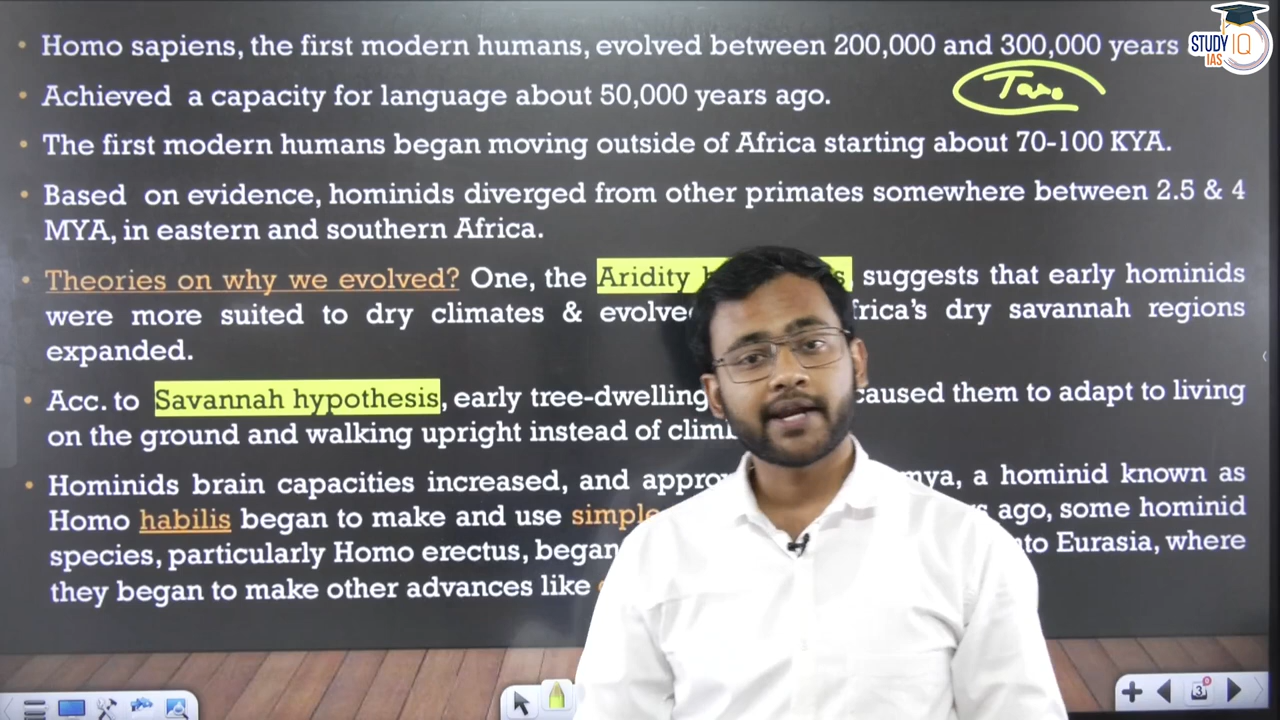 • Homo sapiens, the first modern humans, evolved between 200,000 and 300,000 years
STUDY IQ
IAS
• Achieved a capacity for language about 50,000 years ago.
• The first modern humans began moving outside of Africa starting about 70-100 KYA.
• Based on evidence, hominids diverged from other primates somewhere between 2.5 & 4
MYA, in eastern and southern Africa.
• Theories on why we evolved? One, the Aridity suggests that early hominids
were more suited to dry climates & dry savannah regions
expanded.
• Acc. to Savannah hypothesis, early tree-dwelling caused them to adapt to living
on the ground and walking upright instead of
• Hominids brain capacities increased, and mya, a hominid known as
Homo habilis began to make and use simple ago, some hominid
species, particularly Homo erectus, began Eurasia, where
they began to make other advances like
3